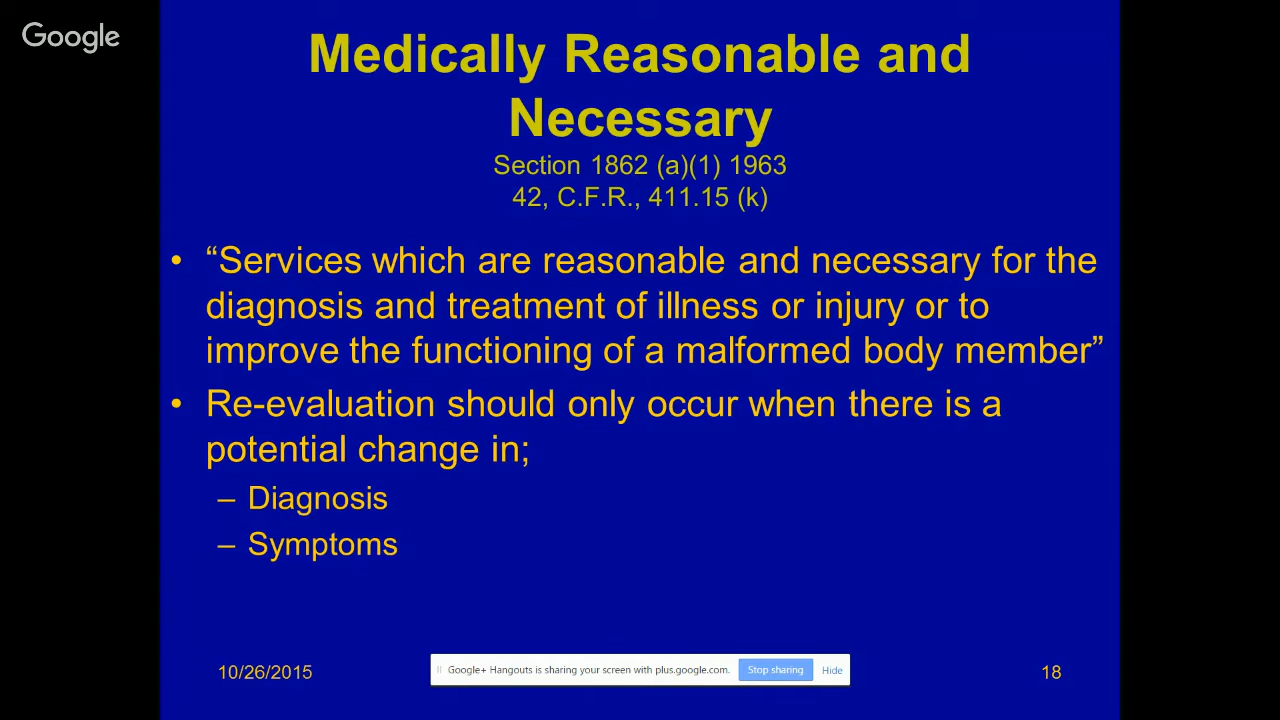 Google
Medically Reasonable and
Necessary
Section 1862 (a)(1) 1963
42, C.F.R., 411.15 (k)
• “Services which are reasonable and necessary for the
diagnosis and treatment of illness or injury or to
improve the functioning of a malformed body member”
• Re-evaluation should only occur when there is a
potential change in;
– Diagnosis
– Symptoms
10/26/2015
Google+ Hangouts is sharing your screen with plus.google.com. Stop sharing Hide
18